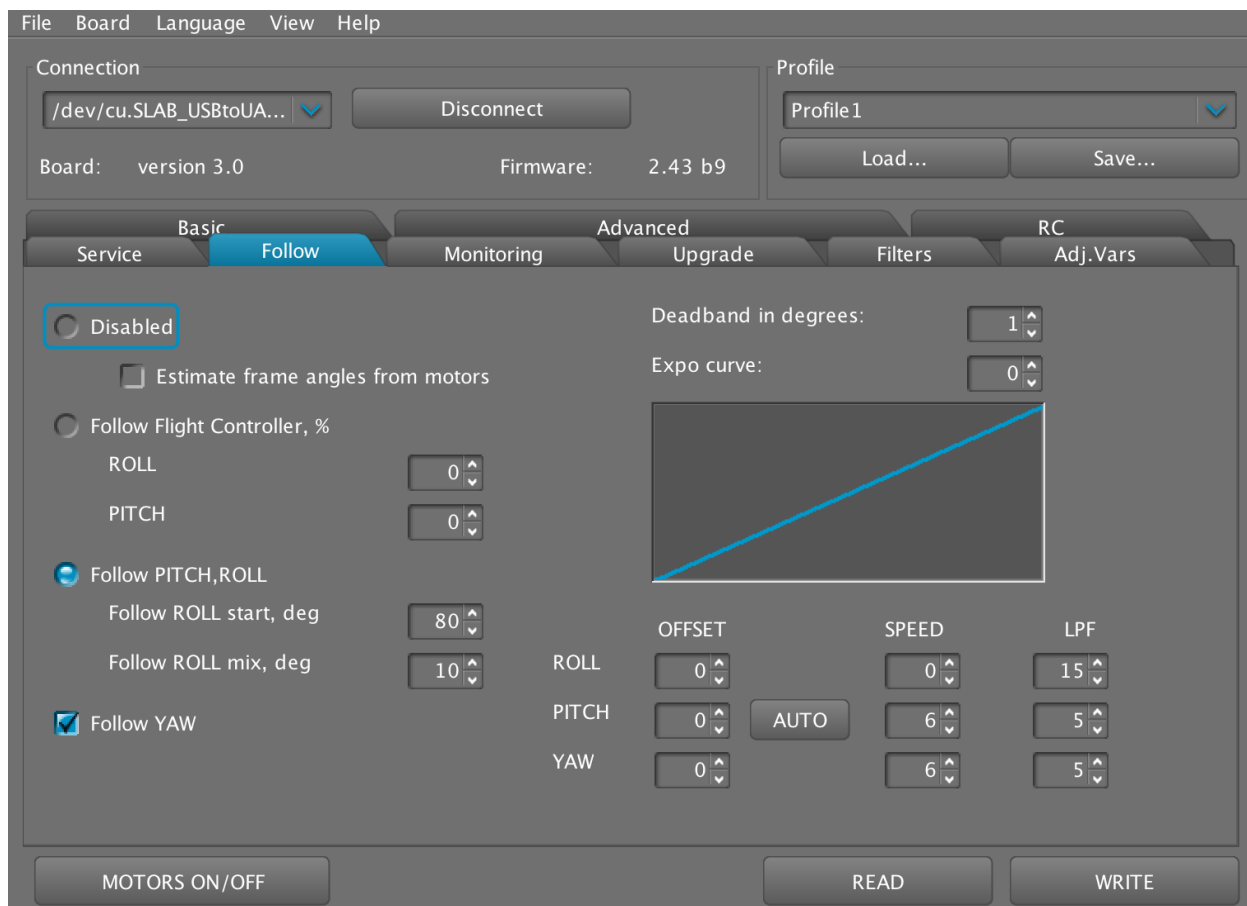 File Board Language View Help
Connection
Profile
/dev/cu.SLAB_USBtoUA... Disconnect
Profile1
Load... Save...
Board: version 3.0 Firmware: 2.43 b9
Basic Advanced RC
Service Follow Monitoring Upgrade Filters Adj.Vars
Disabled
Estimate frame angles from motors
Follow Flight Controller, %
ROLL 0
PITCH 0
Follow PITCH,ROLL
Follow ROLL start, deg 80
Follow ROLL mix, deg 10
Follow YAW
Deadband in degrees: 1
Expo curve: 0
OFFSET SPEED LPF
ROLL 0 0 15
PITCH 0 AUTO 6 5
YAW 0 6 5
MOTORS ON/OFF READ WRITE